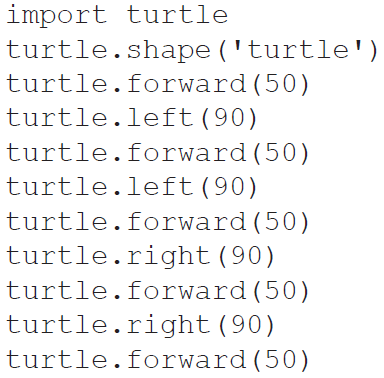 import turtle
turtle.shape('turtle')
turtle.forward(50)
turtle.left(90)
turtle.forward(50)
turtle.left(90)
turtle.forward(50)
turtle.right(90)
turtle.forward(50)
turtle.right(90)
turtle.forward(50)